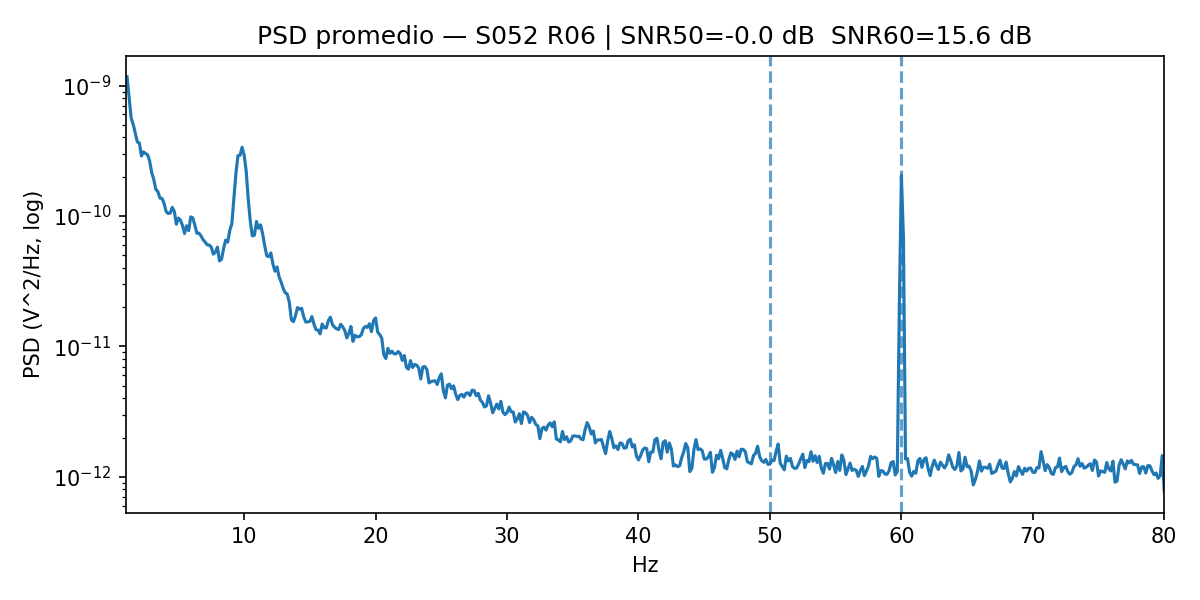 PSD promedio — S052 R06 | SNR50=-0.0 dB  SNR60=15.6 dB
PSD (V^2/Hz, log)
10⁻⁹
10⁻¹⁰
10⁻¹¹
10⁻¹²
10 20 30 40 50 60 70 80
Hz